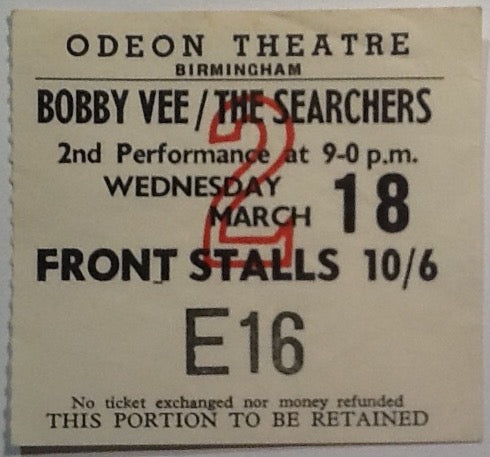 ODEON THEATRE
BIRMINGHAM
BOBBY VEE / THE SEARCHERS
2nd Performance at 9-0 p.m.
WEDNESDAY
MARCH 18
2
FRONT STALLS 10/6
E16
No ticket exchanged nor money refunded
THIS PORTION TO BE RETAINED